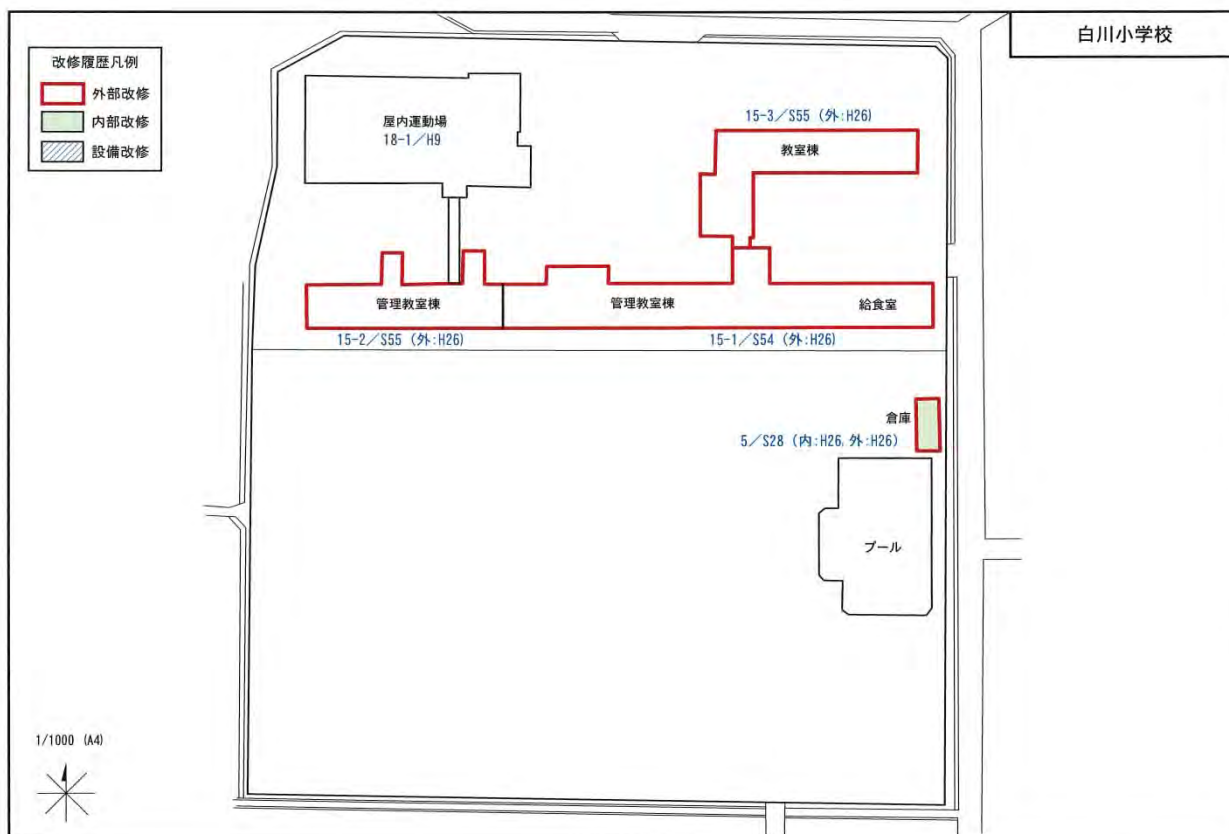 白川小学校
改修履歴凡例
外部改修
内部改修
設備改修
屋内運動場
18-1/H9
15-3/S55 (外:H26)
教室棟
管理教室棟
管理教室棟
給食室
15-2/S55 (外:H26)
15-1/S54 (外:H26)
倉庫
5/S28 (内:H26, 外:H26)
プール
1/1000 (A4)